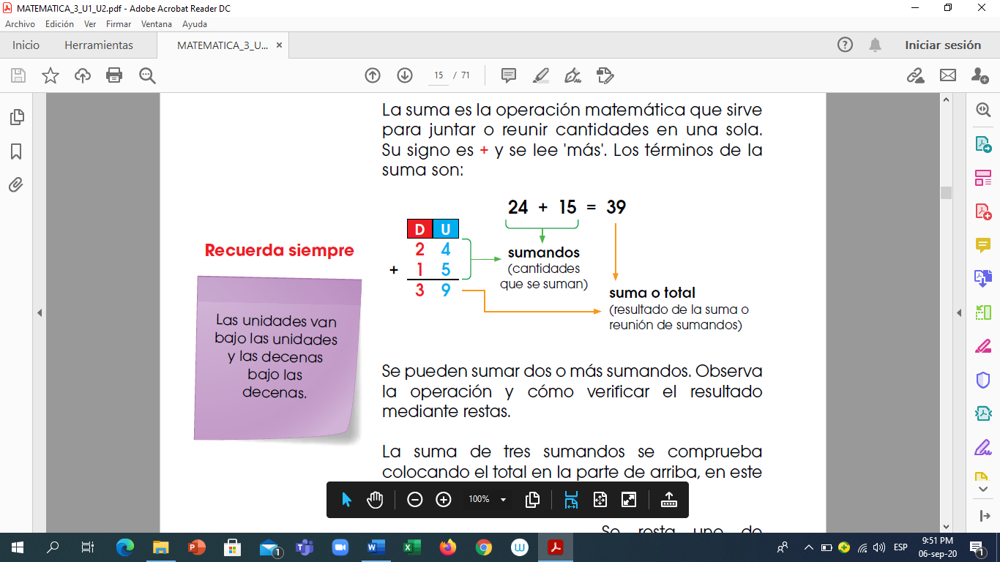 MATEMATICA_3_U1_U2.pdf - Adobe Acrobat Reader DC
Archivo Edición Ver Firmar Ventana Ayuda
Inicio Herramientas MATEMATICA_3_U... × Iniciar sesión
15 / 71
La suma es la operación matemática que sirve
para juntar o reunir cantidades en una sola.
Su signo es + y se lee 'más'. Los términos de la
suma son:
24 + 15 = 39
D U
2 4
+ 1 5
3 9
sumandos
(cantidades
que se suman)
suma o total
(resultado de la suma o
reunión de sumandos)
Recuerda siempre
Las unidades van
bajo las unidades
y las decenas
bajo las
decenas.
Se pueden sumar dos o más sumandos. Observa
la operación y cómo verificar el resultado
mediante restas.
La suma de tres sumandos se comprueba
colocando el total en la parte de arriba, en este
100%
Se resta uno de
ESP
9:51 PM
06-sep-20